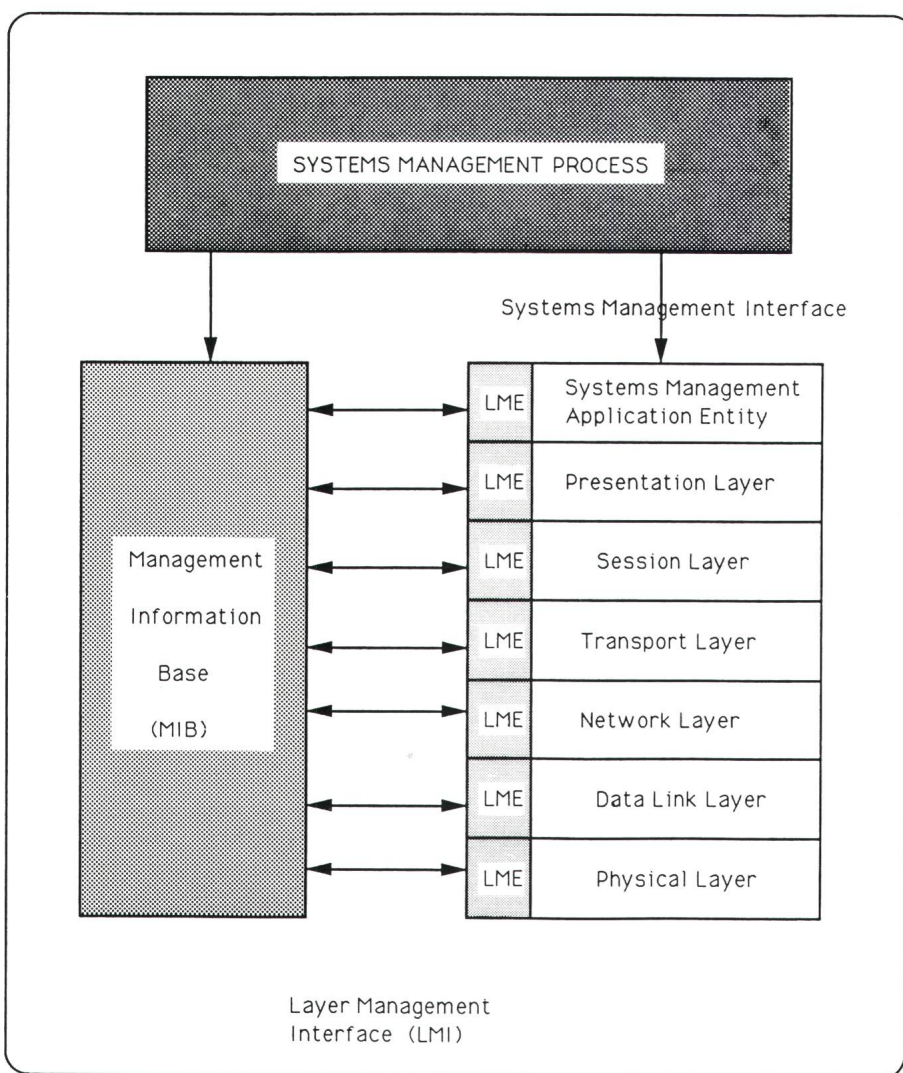 SYSTEMS MANAGEMENT PROCESS
Systems Management Interface
Management
Information
Base
(MIB)
LME
Systems Management
Application Entity
LME
Presentation Layer
LME
Session Layer
LME
Transport Layer
LME
Network Layer
LME
Data Link Layer
LME
Physical Layer
Layer Management
Interface (LMI)